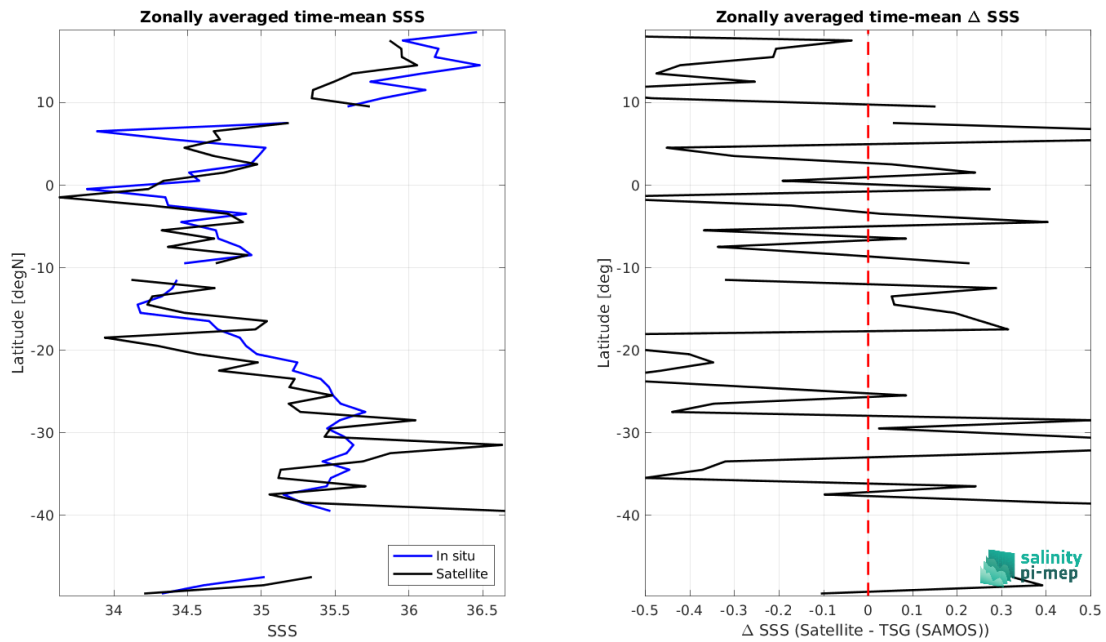 Zonally averaged time-mean SSS
Latitude [degN]
10
0
-10
-20
-30
-40
34
34.5
35
35.5
36
36.5
SSS
In situ
Satellite
Zonally averaged time-mean Δ SSS
Latitude [deg]
10
0
-10
-20
-30
-40
-0.5
-0.4
-0.3
-0.2
-0.1
0
0.1
0.2
0.3
0.4
0.5
Δ SSS (Satellite - TSG (SAMOS))
salinity
pi-mep